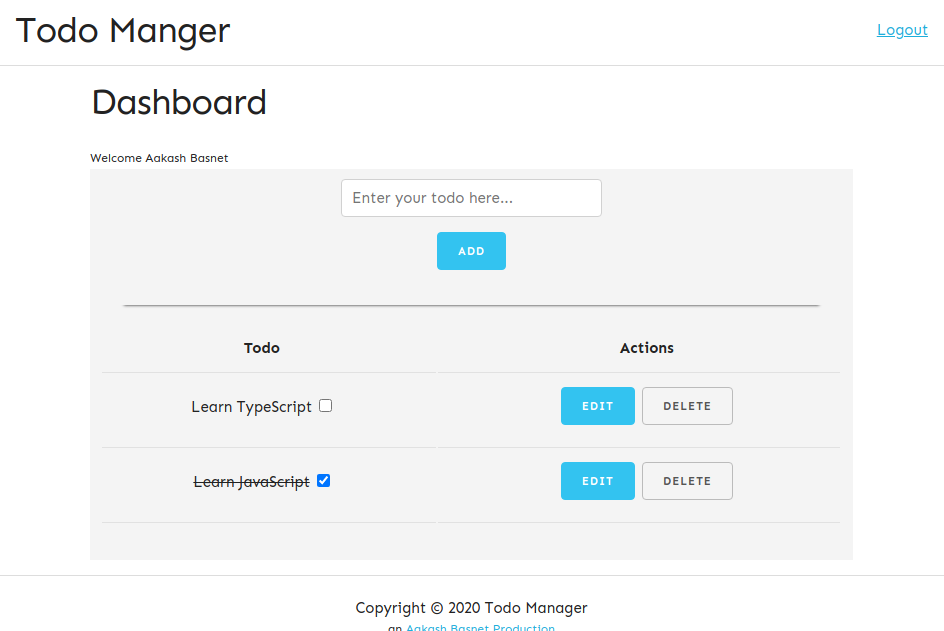 Todo Manger
Logout
Dashboard
Welcome Aakash Basnet
Enter your todo here...
ADD
Todo Actions
Learn TypeScript EDIT DELETE
Learn JavaScript EDIT DELETE
Copyright © 2020 Todo Manager
an Aakash Basnet Production